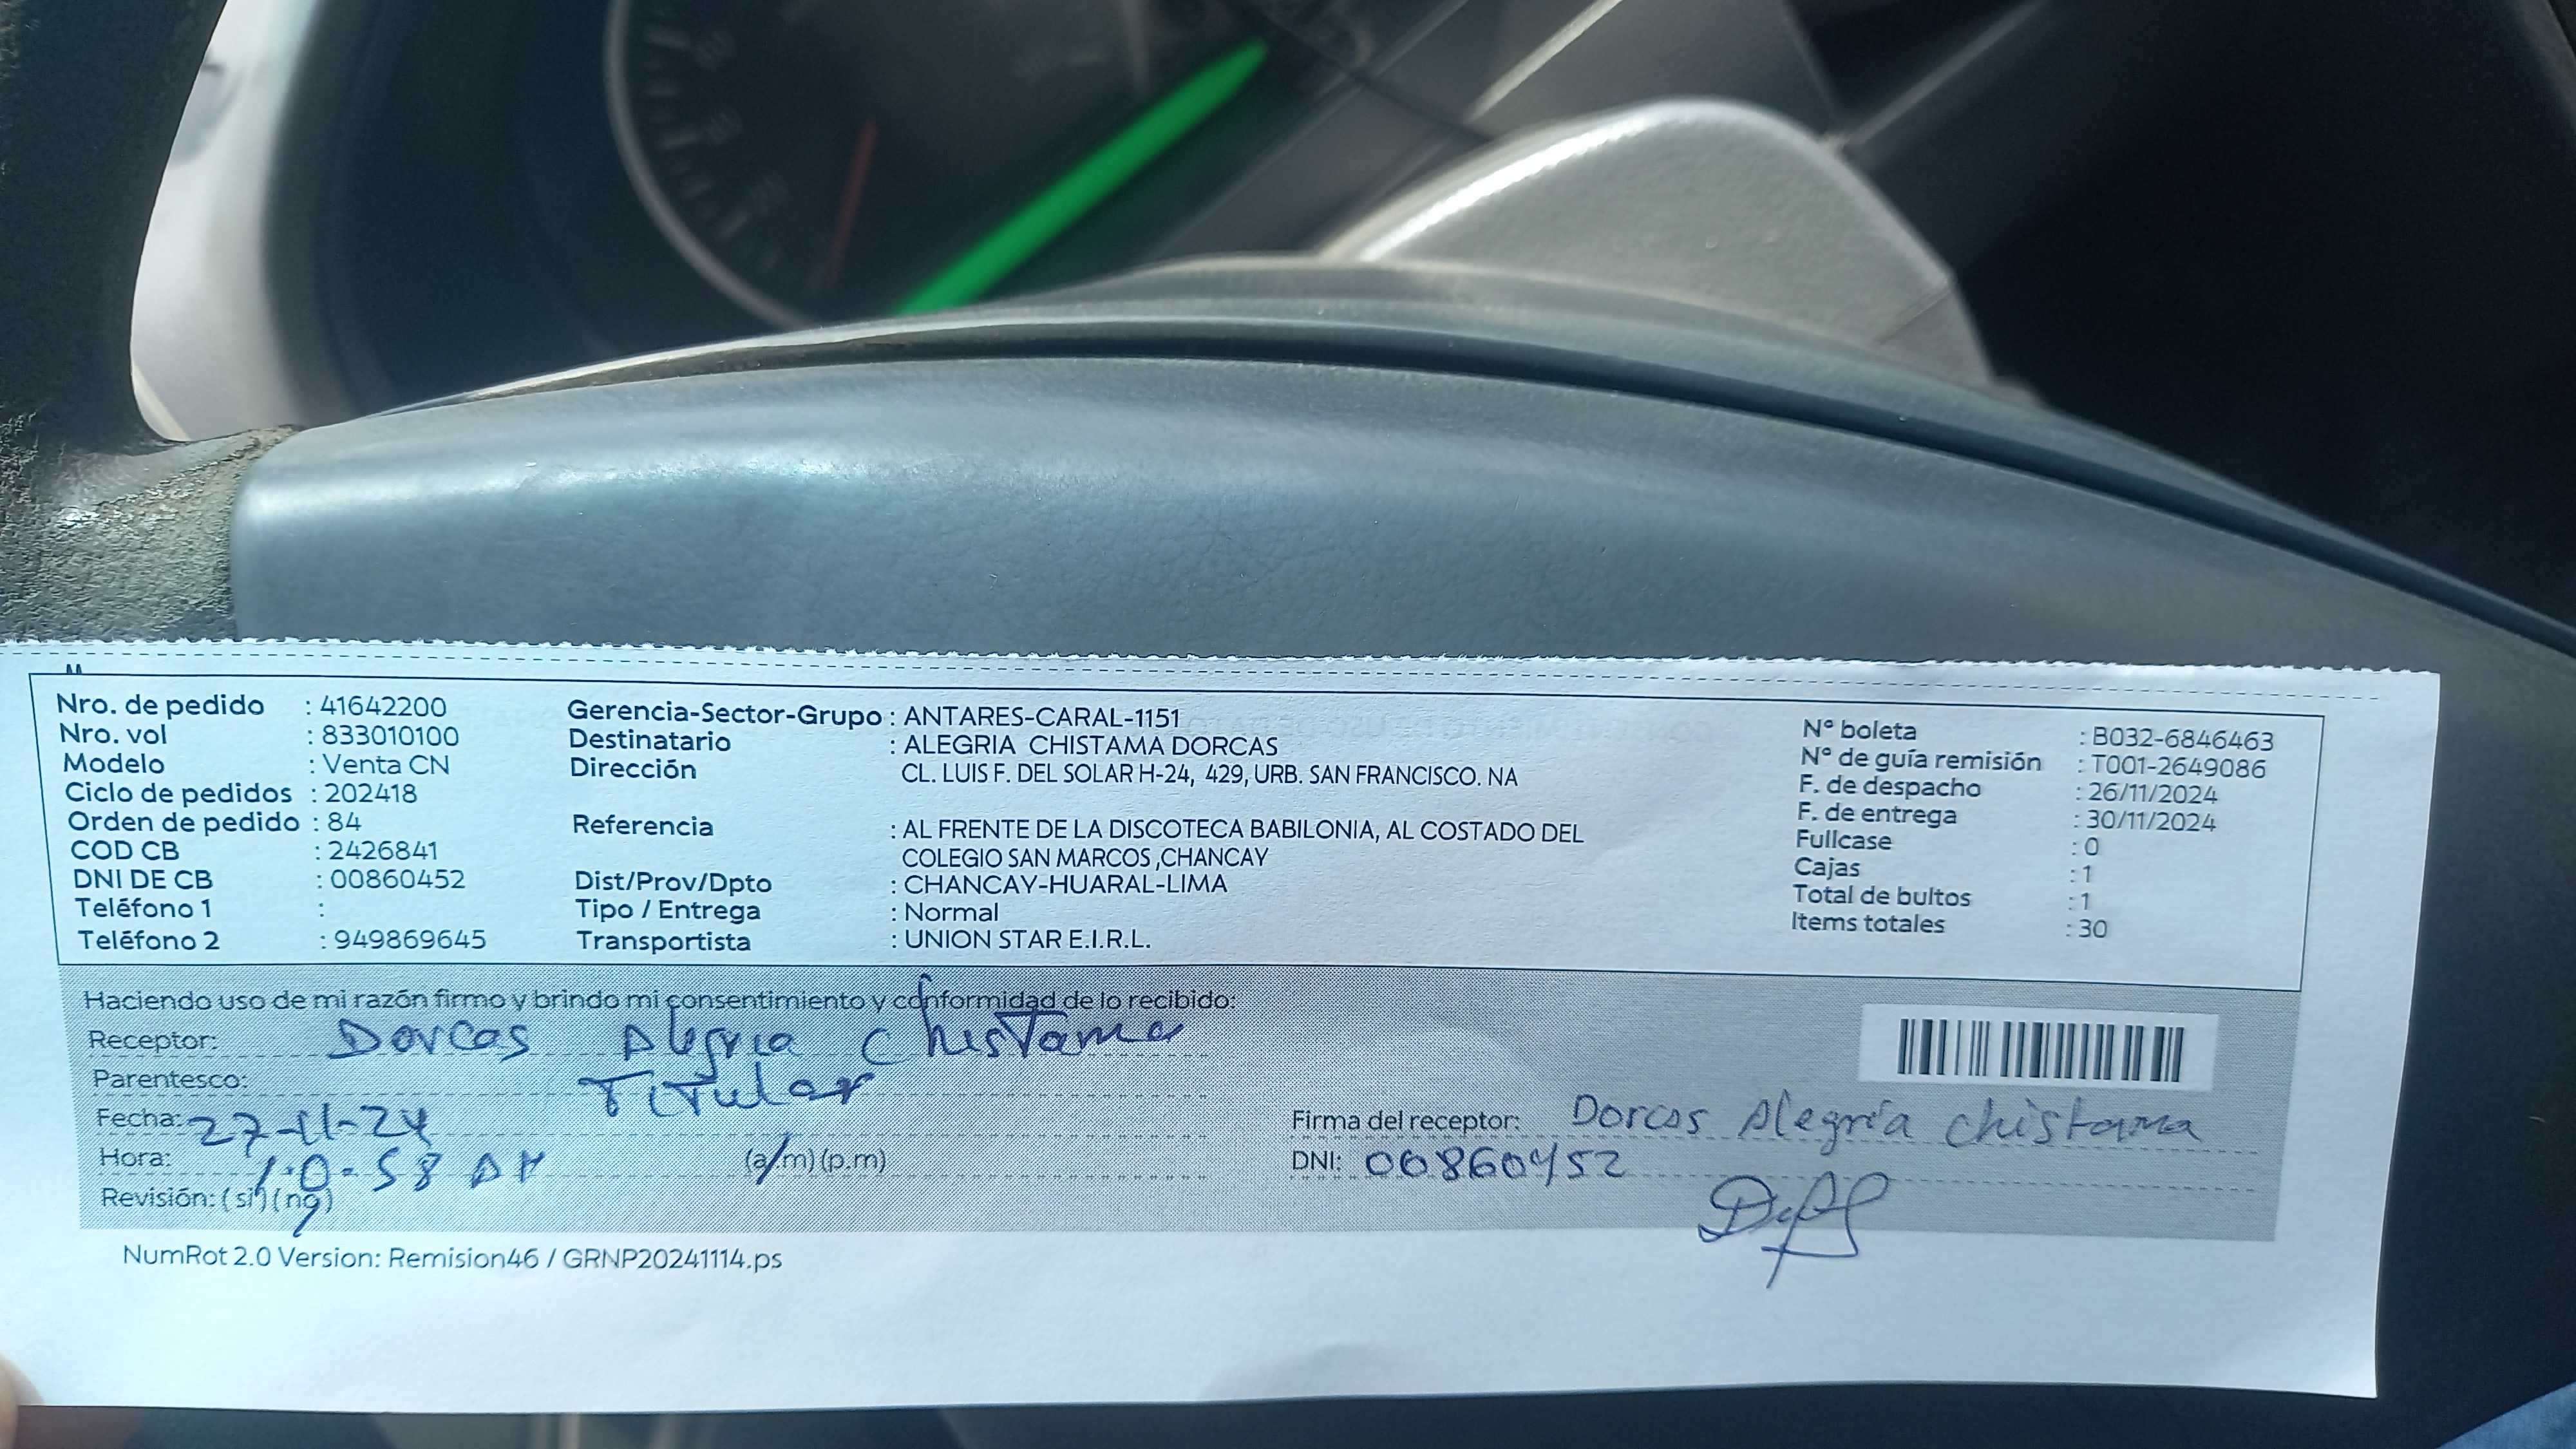 Nro. de pedido : 41642200
Nro. vol : 833010100
Modelo : Venta CN
Ciclo de pedidos : 202418
Orden de pedido : 84
COD CB : 2426841
DNI DE CB : 00860452
Teléfono 1 :
Teléfono 2 : 949869645
Gerencia-Sector-Grupo : ANTARES-CARAL-1151
Destinatario : ALEGRIA CHISTAMA DORCAS
Dirección CL. LUIS F. DEL SOLAR H-24, 429, URB. SAN FRANCISCO. NA
Referencia : AL FRENTE DE LA DISCOTECA BABILONIA, AL COSTADO DEL
COLEGIO SAN MARCOS ,CHANCAY
Dist/Prov/Dpto : CHANCAY-HUARAL-LIMA
Tipo / Entrega : Normal
Transportista : UNION STAR E.I.R.L.
N° boleta : B032-6846463
N° de guía remisión : T001-2649086
F. de despacho : 26/11/2024
F. de entrega : 30/11/2024
Fullcase : 0
Cajas : 1
Total de bultos : 1
Items totales : 30
Haciendo uso de mi razón firmo y brindo mi consentimiento y conformidad de lo recibido:
Receptor: Dorcas Alegria Chistama
Parentesco: Titular
Fecha: 27-11-24
Hora: 10-58 AM (a.m) (p.m)
Revisión: (si) (no)
Firma del receptor: Dorcas Alegría Chistama
DNI: 00860452
NumRot 2.0 Version: Remision46 / GRNP20241114.ps